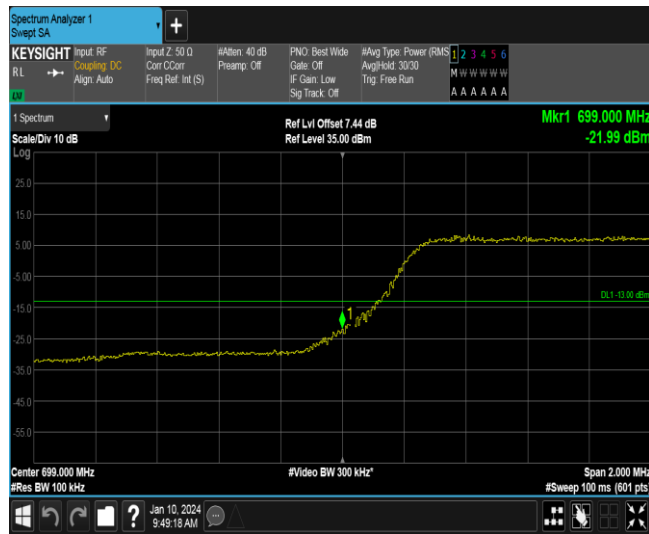 Spectrum Analyzer 1
Swept SA
+
KEYSIGHT
RL
LXI
Input: RF
Coupling: DC
Align: Auto
Input Z: 50 Ω
Corr CCorr
Freq Ref: Int (S)
#Atten: 40 dB
Preamp: Off
PNO: Best Wide
Gate: Off
IF Gain: Low
Sig Track: Off
#Avg Type: Power (RMS
Avg|Hold: 30/30
Trig: Free Run
1 2 3 4 5 6
M W W W W W
A A A A A A
1 Spectrum
Scale/Div 10 dB
Log
Ref Lvl Offset 7.44 dB
Ref Level 35.00 dBm
Mkr1 699.000 MHz
-21.99 dBm
25.0
15.0
5.00
-5.00
DL1 -13.00 dBm
-15.0
1
-25.0
-35.0
-45.0
-55.0
Center 699.000 MHz
#Video BW 300 kHz*
Span 2.000 MHz
#Res BW 100 kHz
#Sweep 100 ms (601 pts
?
Jan 10, 2024
9:49:18 AM